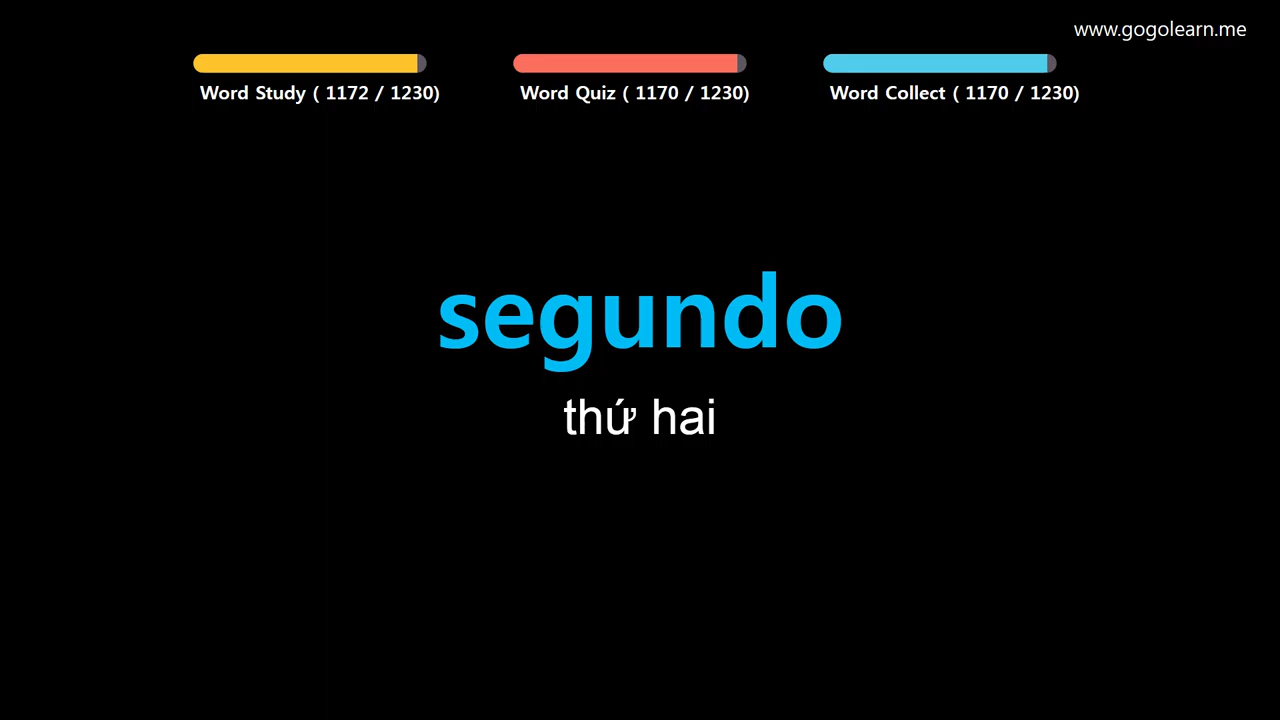 www.gogolearn.me
Word Study ( 1172 / 1230)
Word Quiz ( 1170 / 1230)
Word Collect ( 1170 / 1230)
segundo
thứ hai